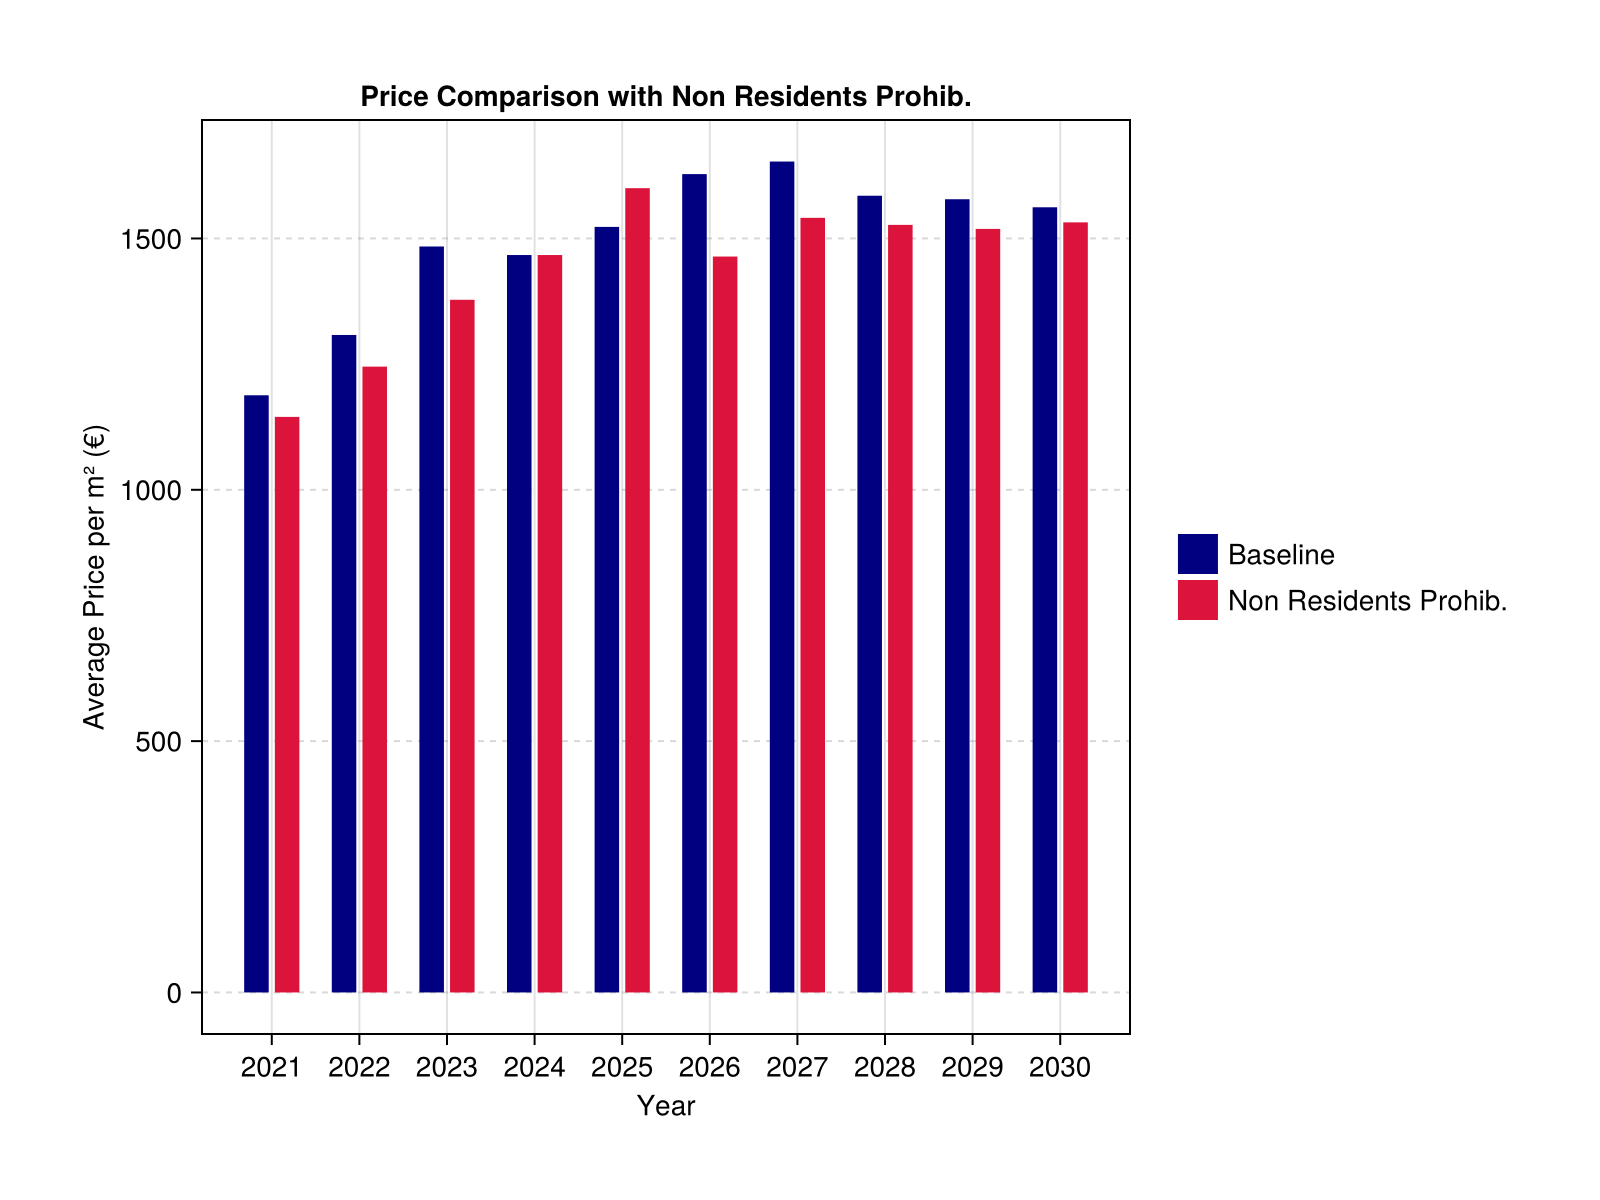 Price Comparison with Non Residents Prohib.
Average Price per m² (€)
1500
1000
500
0
2021 2022 2023 2024 2025 2026 2027 2028 2029 2030
Year
Baseline
Non Residents Prohib.